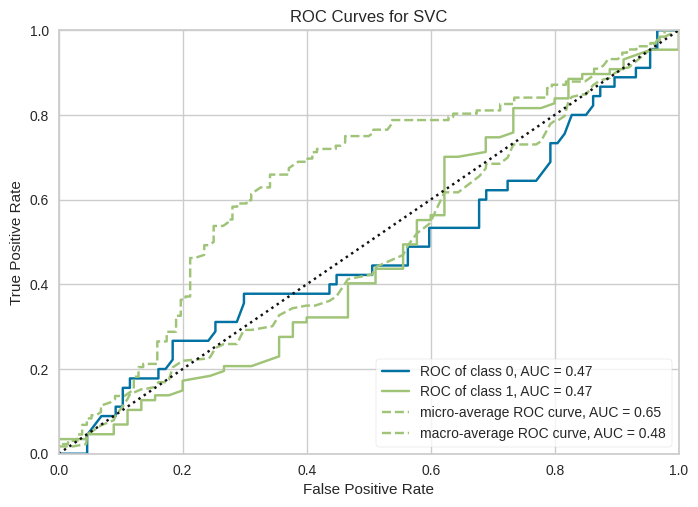 ROC Curves for SVC
True Positive Rate
1.0
0.8
0.6
0.4
0.2
0.0
0.0 0.2 0.4 0.6 0.8 1.0
False Positive Rate
ROC of class 0, AUC = 0.47
ROC of class 1, AUC = 0.47
micro-average ROC curve, AUC = 0.65
macro-average ROC curve, AUC = 0.48